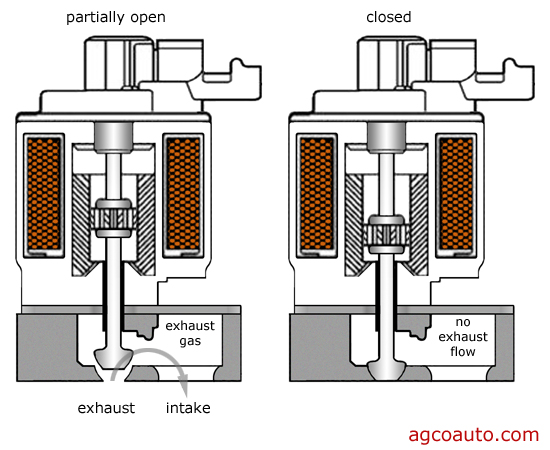 partially open
closed
exhaust
gas
no
exhaust
flow
exhaust
intake
agcoauto.com